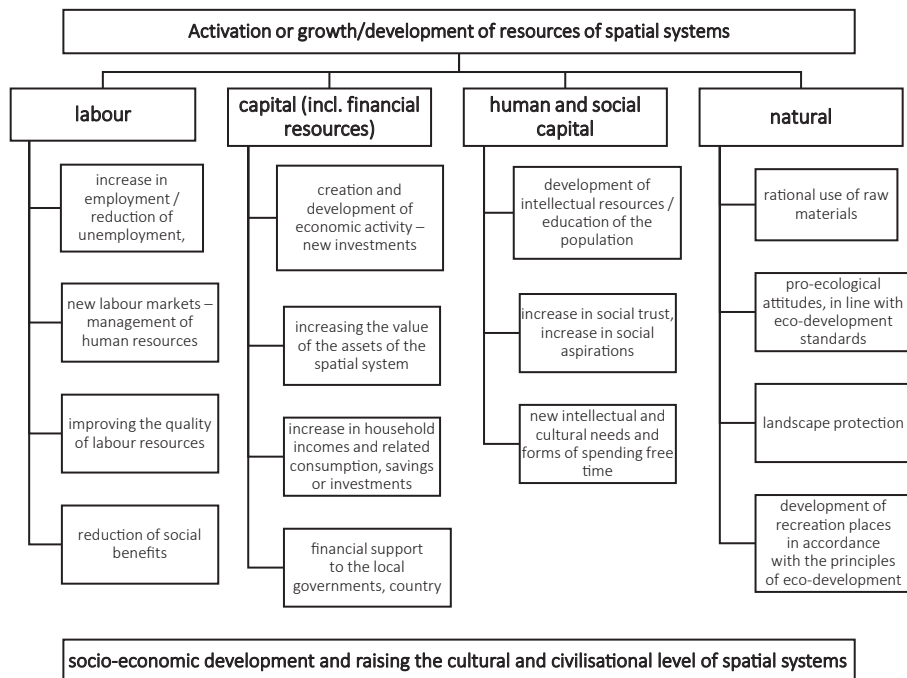 Activation or growth/development of resources of spatial systems
labour
increase in
employment /
reduction of
unemployment,
new labour markets –
management of
human resources
improving the quality
of labour resources
reduction of social
benefits
capital (incl. financial
resources)
creation and
development of
economic activity –
new investments
increasing the value
of the assets of the
spatial system
increase in household
incomes and related
consumption, savings
or investments
financial support
to the local
governments, country
human and social
capital
development of
intellectual resources /
education of the
population
increase in social trust,
increase in social
aspirations
new intellectual and
cultural needs and
forms of spending free
time
natural
rational use of raw
materials
pro-ecological
attitudes, in line with
eco-development
standards
landscape protection
development of
recreation places
in accordance
with the principles
of eco-development
socio-economic development and raising the cultural and civilisational level of spatial systems